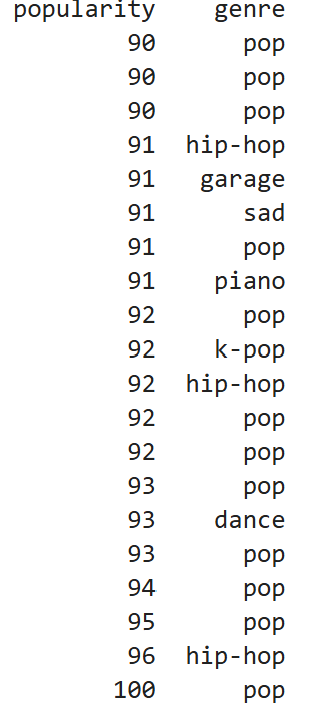 popularity genre
90 pop
90 pop
90 pop
91 hip-hop
91 garage
91 sad
91 pop
91 piano
92 pop
92 k-pop
92 hip-hop
92 pop
92 pop
93 pop
93 dance
93 pop
94 pop
95 pop
96 hip-hop
100 pop